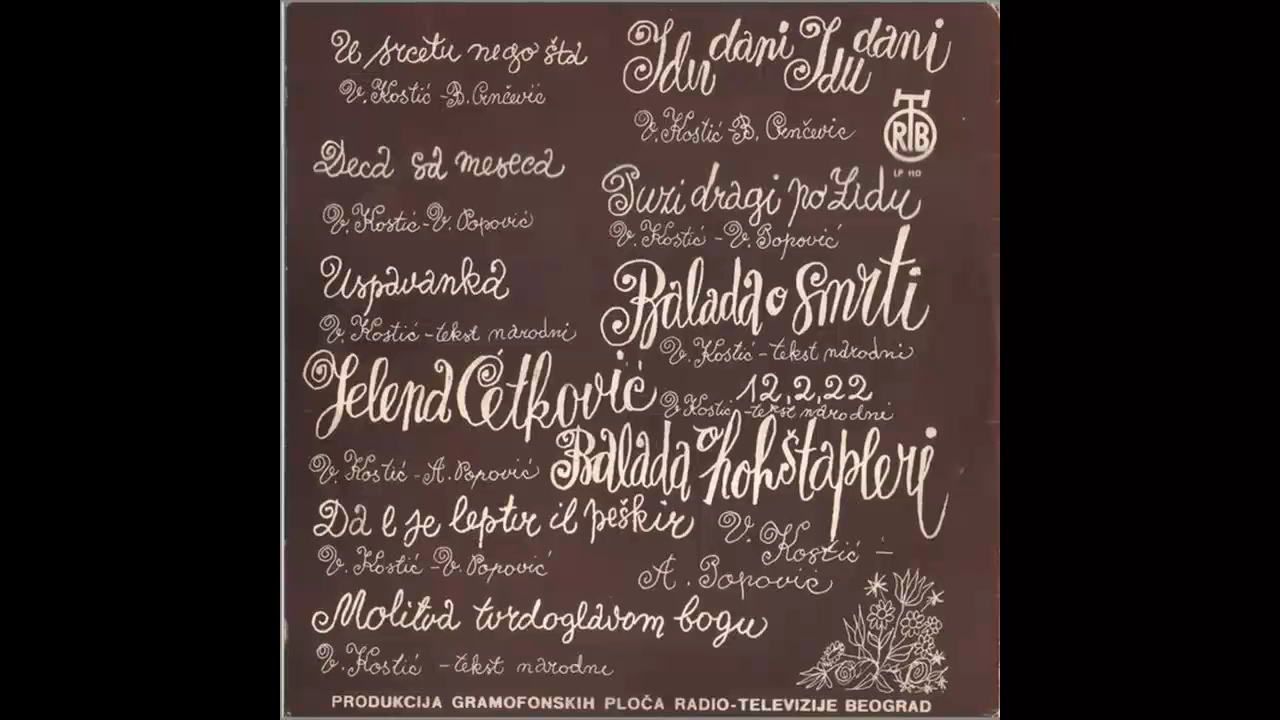 U srcetu nego šta
V. Kostić - B. Crnčević
Deca sa meseca
V. Kostić - V. Popović
Uspavanka
V. Kostić - tekst narodni
Jelena Ćetković
V. Kostić - A. Popović
Da l je leptir il peškir
V. Kostić - V. Popović
Molitva tvrdoglavom bogu
V. Kostić - tekst narodni
Idu dani Idu dani
V. Kostić - B. Crnčević
RTB
LP 110
Puzi dragi po zidu
V. Kostić - V. Popović
Balada o smrti
V. Kostić - tekst narodni
12,2,22
V Kostić - tekst narodni
Balada o hohštapleri
V. Kostić -
A. Popović
PRODUKCIJA GRAMOFONSKIH PLOČA RADIO-TELEVIZIJE BEOGRAD